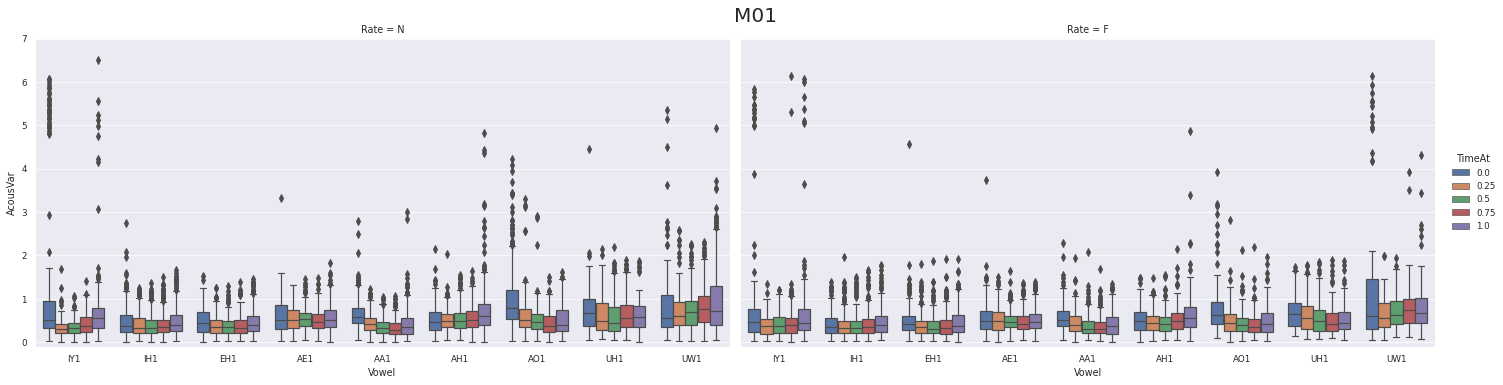 M01
Rate = N
Rate = F
AcousVar
7
6
5
4
3
2
1
0
IY1 IH1 EH1 AE1 AA1 AH1 AO1 UH1 UW1
Vowel
IY1 IH1 EH1 AE1 AA1 AH1 AO1 UH1 UW1
Vowel
TimeAt
0.0
0.25
0.5
0.75
1.0